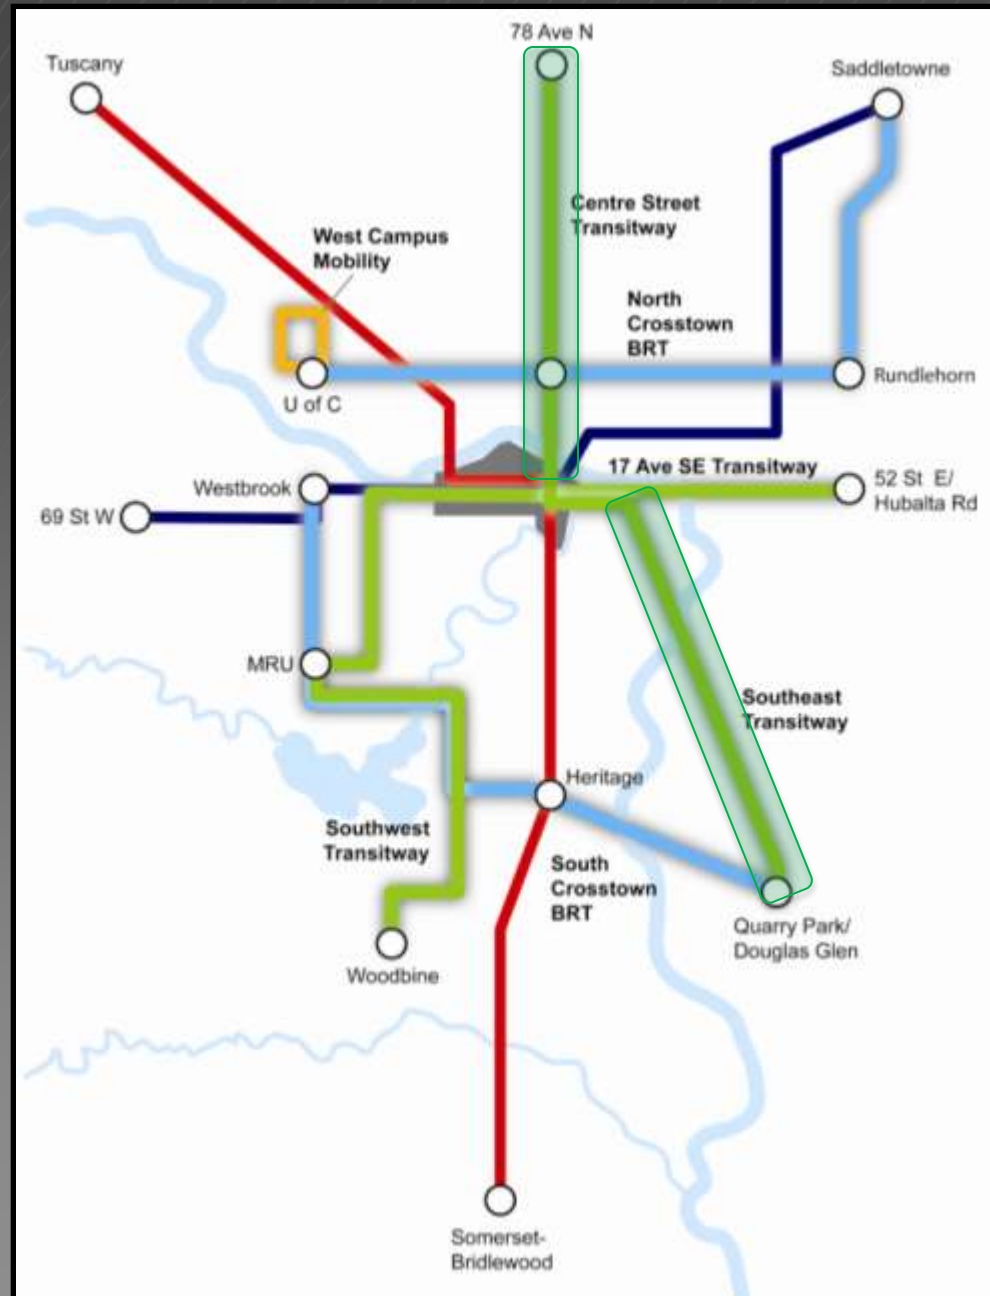 78 Ave N
Tuscany
Saddletowne
Centre Street
Transitway
West Campus
Mobility
North
Crosstown
BRT
Rundlehorn
U of C
17 Ave SE Transitway
52 St  E/
Hubalta Rd
Westbrook
69 St W
MRU
Southeast
Transitway
Heritage
Southwest
Transitway
South
Crosstown
BRT
Quarry Park/
Douglas Glen
Woodbine
Somerset-
Bridlewood